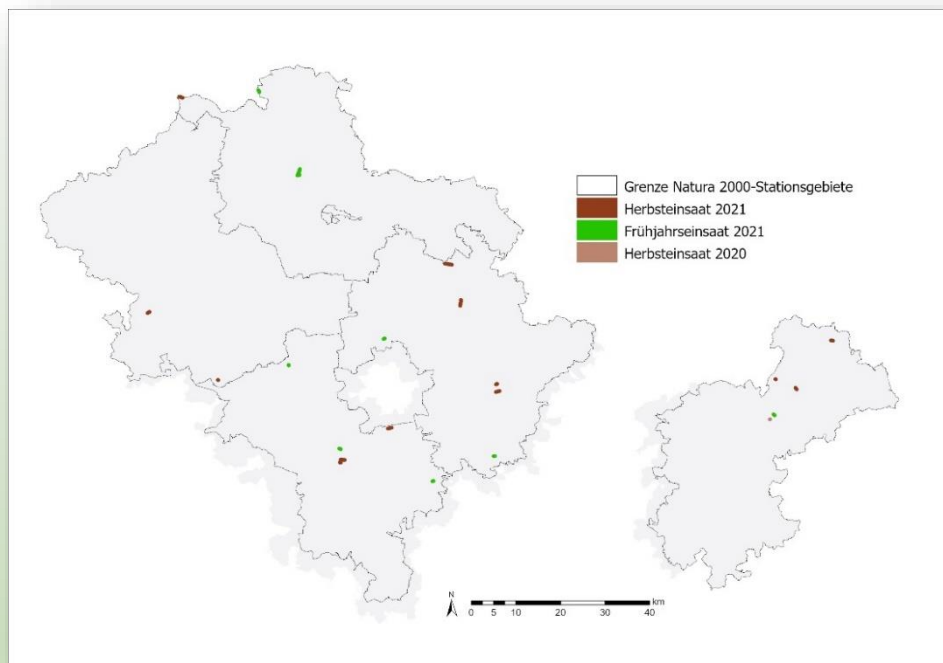 Grenze Natura 2000-Stationsgebiete
Herbsteinsaat 2021
Frühjahrseinsaat 2021
Herbsteinsaat 2020
N
km
0 5 10 20 30 40